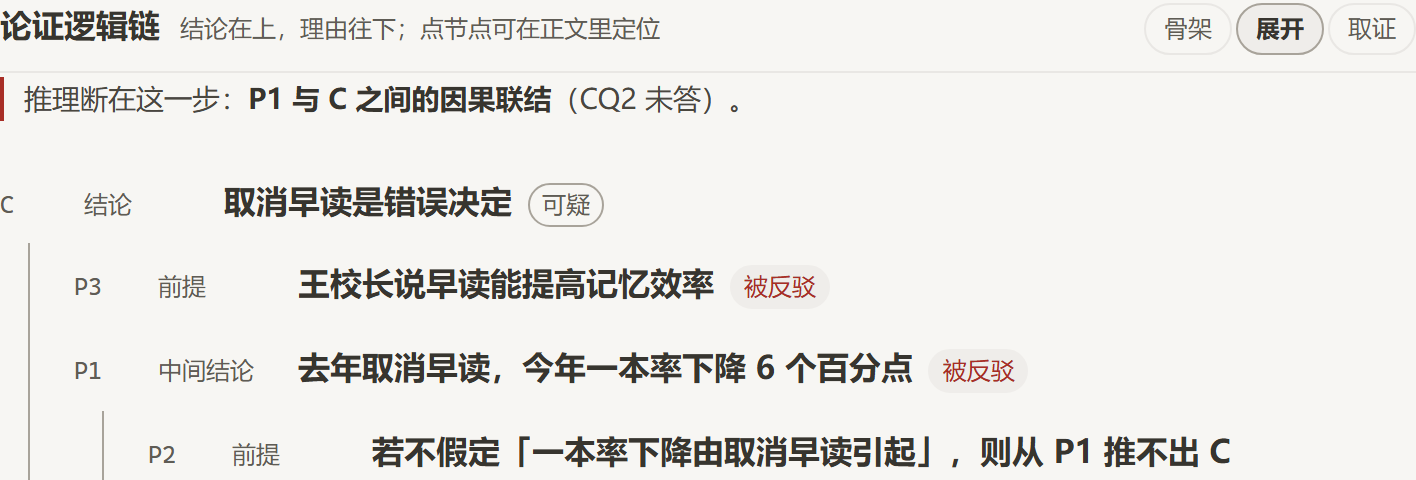 论证逻辑链 结论在上，理由往下；点节点可在正文里定位 骨架 展开 取证
推理断在这一步：P1 与 C 之间的因果联结（CQ2 未答）。
C 结论 取消早读是错误决定 可疑
P3 前提 王校长说早读能提高记忆效率 被反驳
P1 中间结论 去年取消早读，今年一本率下降 6 个百分点 被反驳
P2 前提 若不假定「一本率下降由取消早读引起」，则从 P1 推不出 C